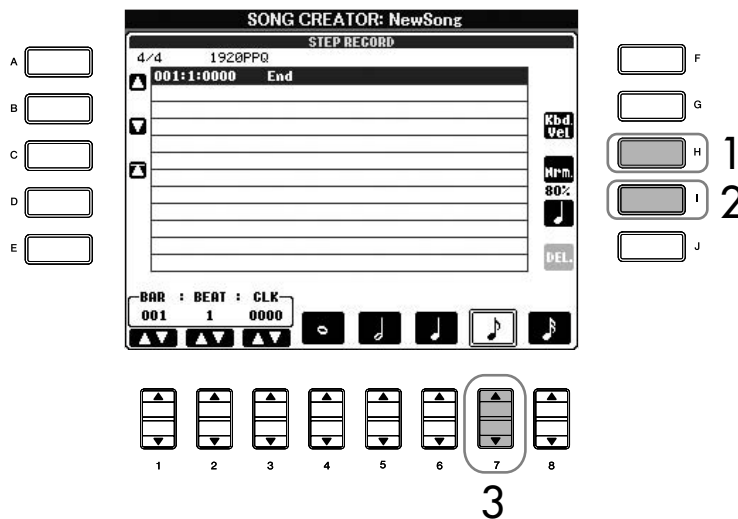 SONG CREATOR: NewSong
STEP RECORD
4/4 1920PPQ
001:1:0000 End
A
B
C
D
E
F
G
H
I
J
1
2
Kbd.
Vel
Nrm.
80%
DEL.
BAR : BEAT : CLK
001 1 0000
1 2 3 4 5 6 7 8
3